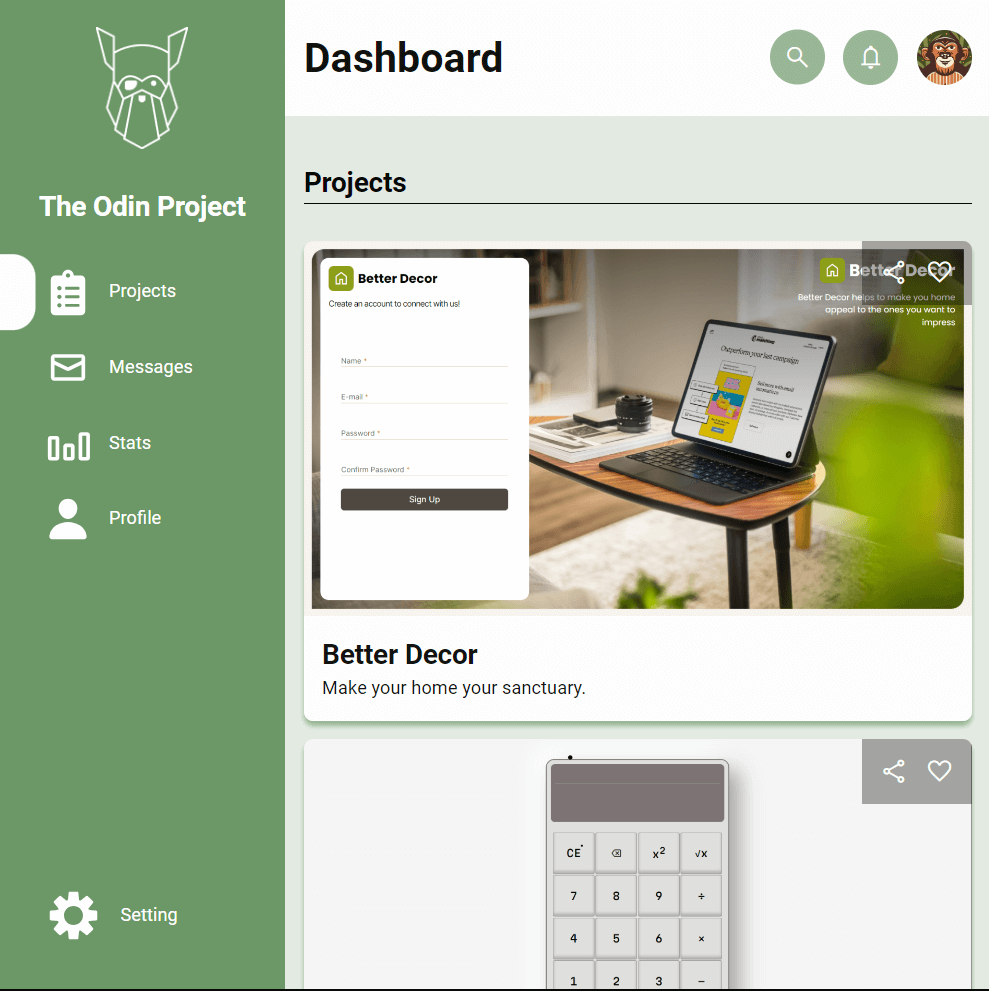 The Odin Project
Projects
Messages
Stats
Profile
Setting
Dashboard
Projects
Better Decor
Create an account to connect with us!
Name *
E-mail *
Password *
Confirm Password *
Sign Up
Better Decor
Better Decor helps to make you home
appeal to the ones you want to
impress
Outperform your last campaign
Better Decor
Make your home your sanctuary.
CE x2 √x
7 8 9 ÷
4 5 6 ×
1 2 3 −